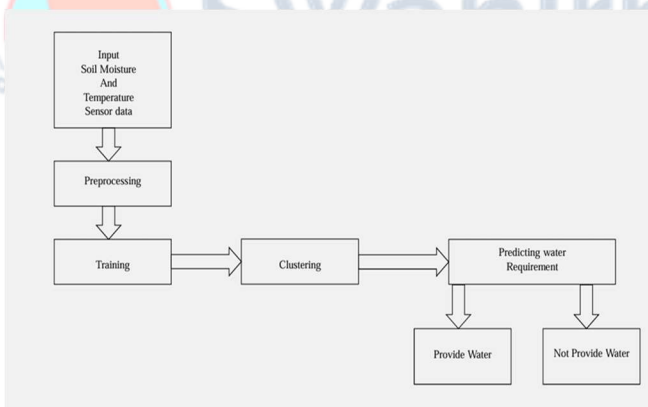 Input
Soil Moisture
And
Temperature
Sensor data
Preprocessing
Training
Clustering
Predicting water
Requirement
Provide Water
Not Provide Water